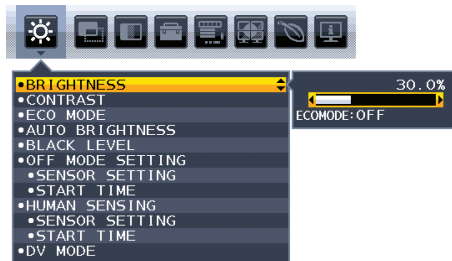 •BRIGHTNESS
30.0%
•CONTRAST
ECOMODE:OFF
•ECO MODE
•AUTO BRIGHTNESS
•BLACK LEVEL
•OFF MODE SETTING
•SENSOR SETTING
•START TIME
•HUMAN SENSING
•SENSOR SETTING
•START TIME
•DV MODE